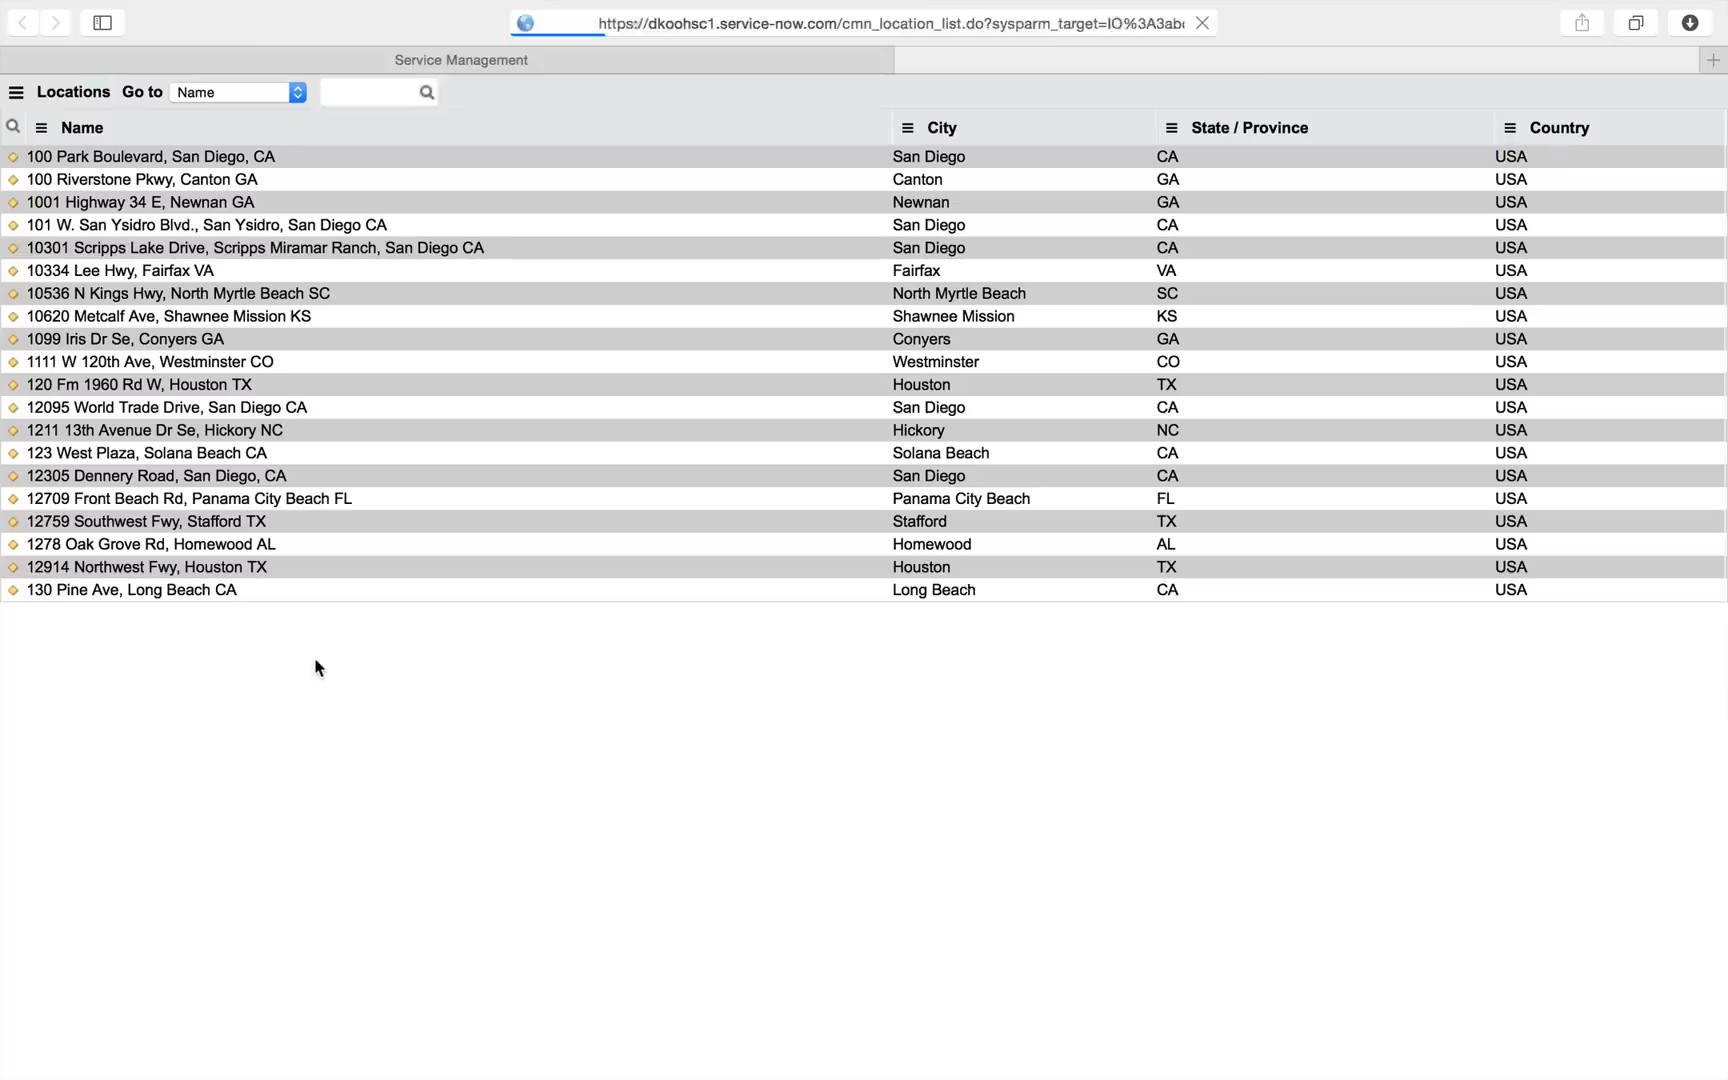 https://dkoohsc1.service-now.com/cmn_location_list.do?sysparm_target=IO%3A3ab
Service Management
Locations Go to Name
Name City State / Province Country
100 Park Boulevard, San Diego, CA San Diego CA USA
100 Riverstone Pkwy, Canton GA Canton GA USA
1001 Highway 34 E, Newnan GA Newnan GA USA
101 W. San Ysidro Blvd., San Ysidro, San Diego CA San Diego CA USA
10301 Scripps Lake Drive, Scripps Miramar Ranch, San Diego CA San Diego CA USA
10334 Lee Hwy, Fairfax VA Fairfax VA USA
10536 N Kings Hwy, North Myrtle Beach SC North Myrtle Beach SC USA
10620 Metcalf Ave, Shawnee Mission KS Shawnee Mission KS USA
1099 Iris Dr Se, Conyers GA Conyers GA USA
1111 W 120th Ave, Westminster CO Westminster CO USA
120 Fm 1960 Rd W, Houston TX Houston TX USA
12095 World Trade Drive, San Diego CA San Diego CA USA
1211 13th Avenue Dr Se, Hickory NC Hickory NC USA
123 West Plaza, Solana Beach CA Solana Beach CA USA
12305 Dennery Road, San Diego, CA San Diego CA USA
12709 Front Beach Rd, Panama City Beach FL Panama City Beach FL USA
12759 Southwest Fwy, Stafford TX Stafford TX USA
1278 Oak Grove Rd, Homewood AL Homewood AL USA
12914 Northwest Fwy, Houston TX Houston TX USA
130 Pine Ave, Long Beach CA Long Beach CA USA